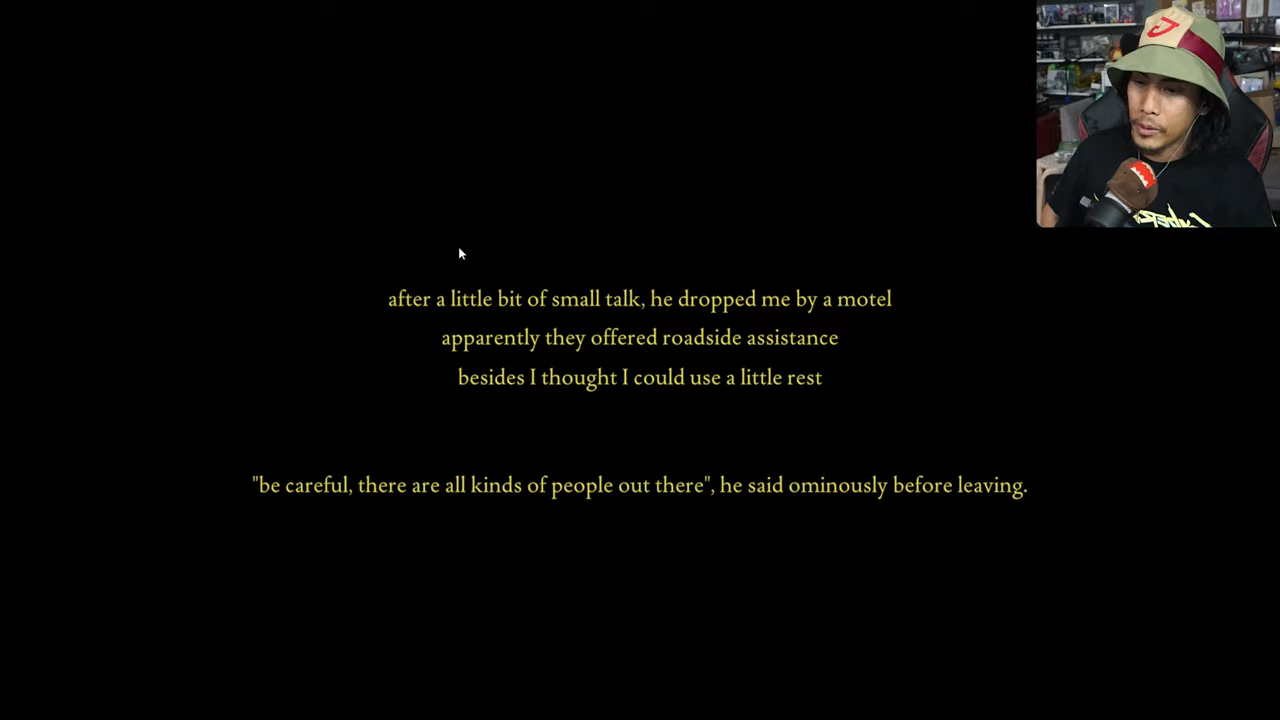 after a little bit of small talk, he dropped me by a motel
apparently they offered roadside assistance
besides I thought I could use a little rest
"be careful, there are all kinds of people out there", he said ominously before leaving.
J